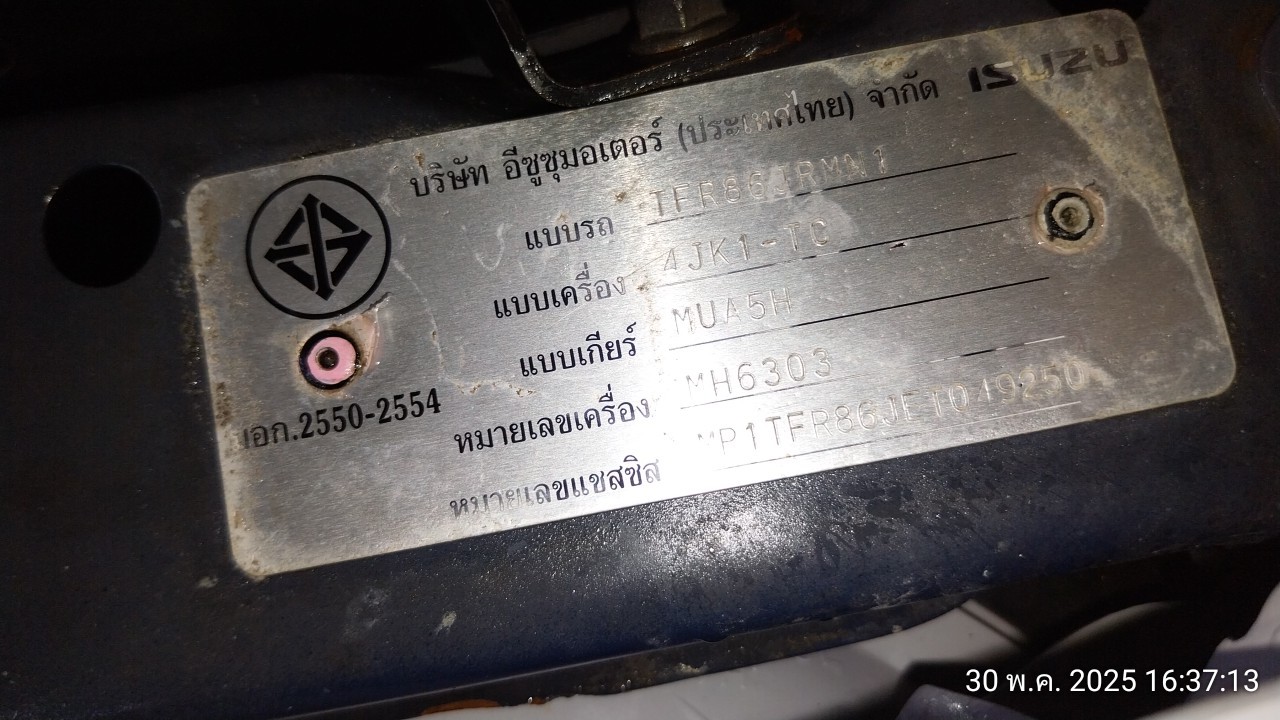 ISUZU
บริษัท อีซูซุมอเตอร์ (ประเทศไทย) จำกัด
แบบรถ TFR86JRMN1
แบบเครื่อง 4JK1-TC
แบบเกียร์ MUA5H
หมายเลขเครื่อง MH6303
หมายเลขแชสซิส MP1TFR86JET049250
มอก.2550-2554
30 พ.ค. 2025 16:37:13